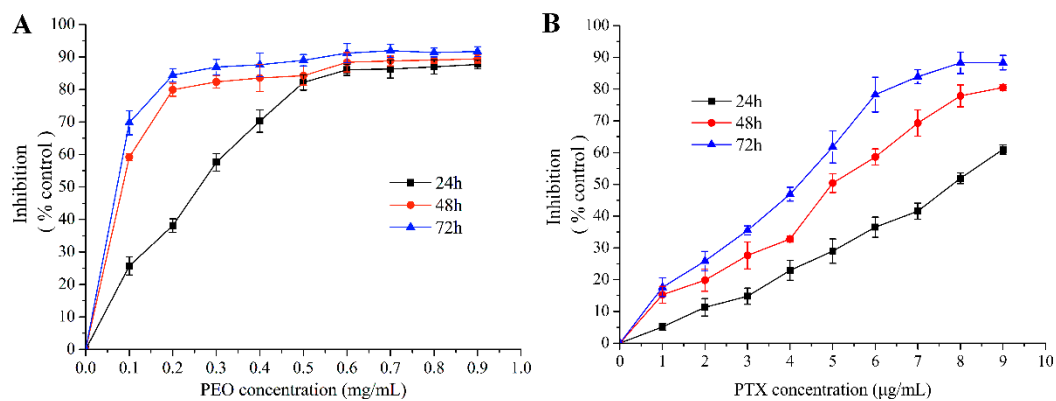 A
Inhibition
( % control)
100
90
80
70
60
50
40
30
20
10
0
24h
48h
72h
0.0 0.1 0.2 0.3 0.4 0.5 0.6 0.7 0.8 0.9 1.0
PEO concentration (mg/mL)
B
Inhibition
( % control)
100
90
80
70
60
50
40
30
20
10
0
24h
48h
72h
0 1 2 3 4 5 6 7 8 9 10
PTX concentration (μg/mL)